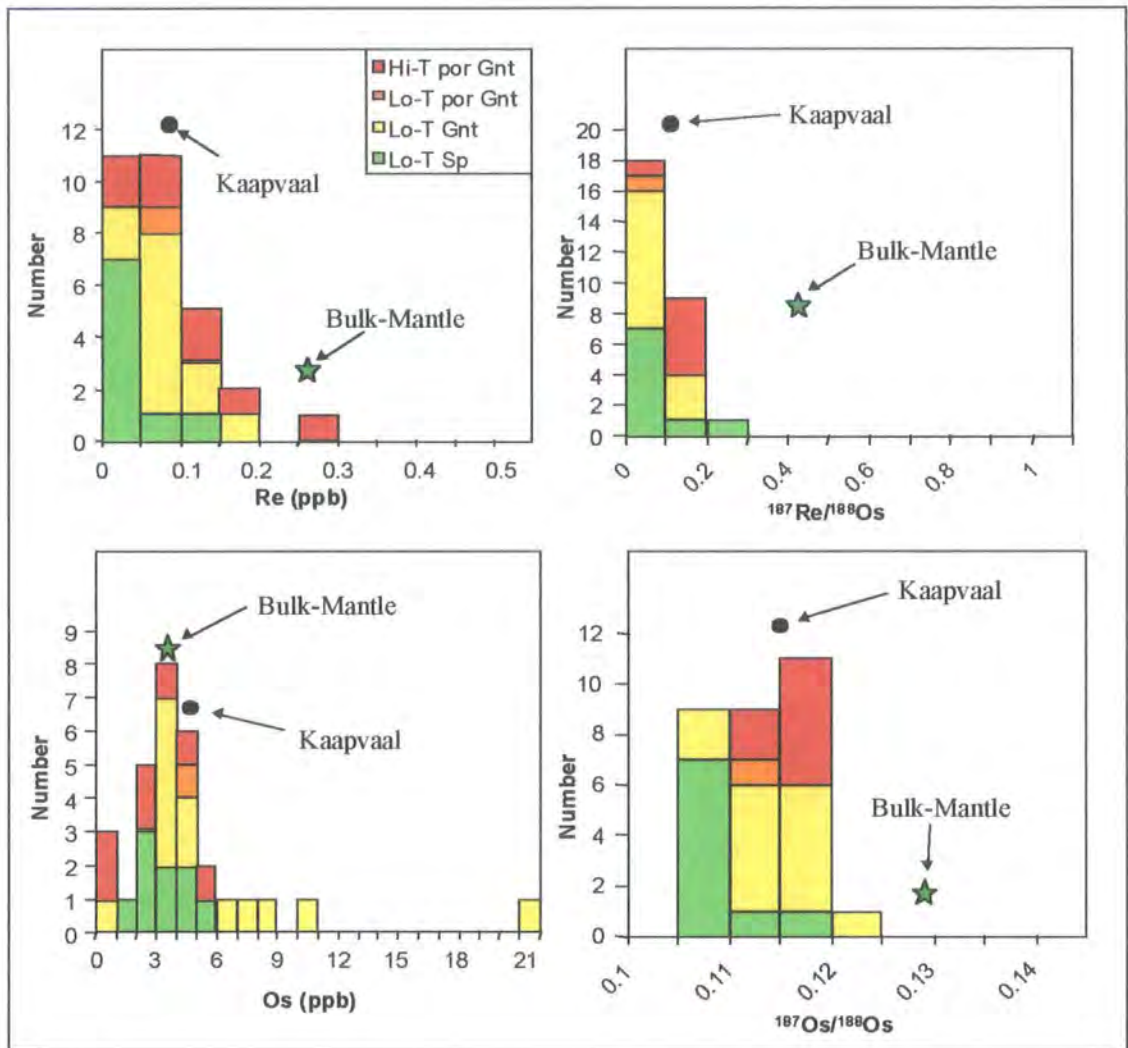 Hi-T por Gnt
Lo-T por Gnt
Lo-T Gnt
Lo-T Sp
Kaapvaal
Bulk-Mantle
Number
12
10
8
6
4
2
0
0 0.1 0.2 0.3 0.4 0.5
Re (ppb)
Kaapvaal
Bulk-Mantle
Number
20
18
16
14
12
10
8
6
4
2
0
0 0.2 0.4 0.6 0.8 1
¹⁸⁷Re/¹⁸⁸Os
Bulk-Mantle
Kaapvaal
Number
9
8
7
6
5
4
3
2
1
0
0 3 6 9 12 15 18 21
Os (ppb)
Kaapvaal
Bulk-Mantle
Number
12
10
8
6
4
2
0
0.1 0.11 0.12 0.13 0.14
¹⁸⁷Os/¹⁸⁸Os